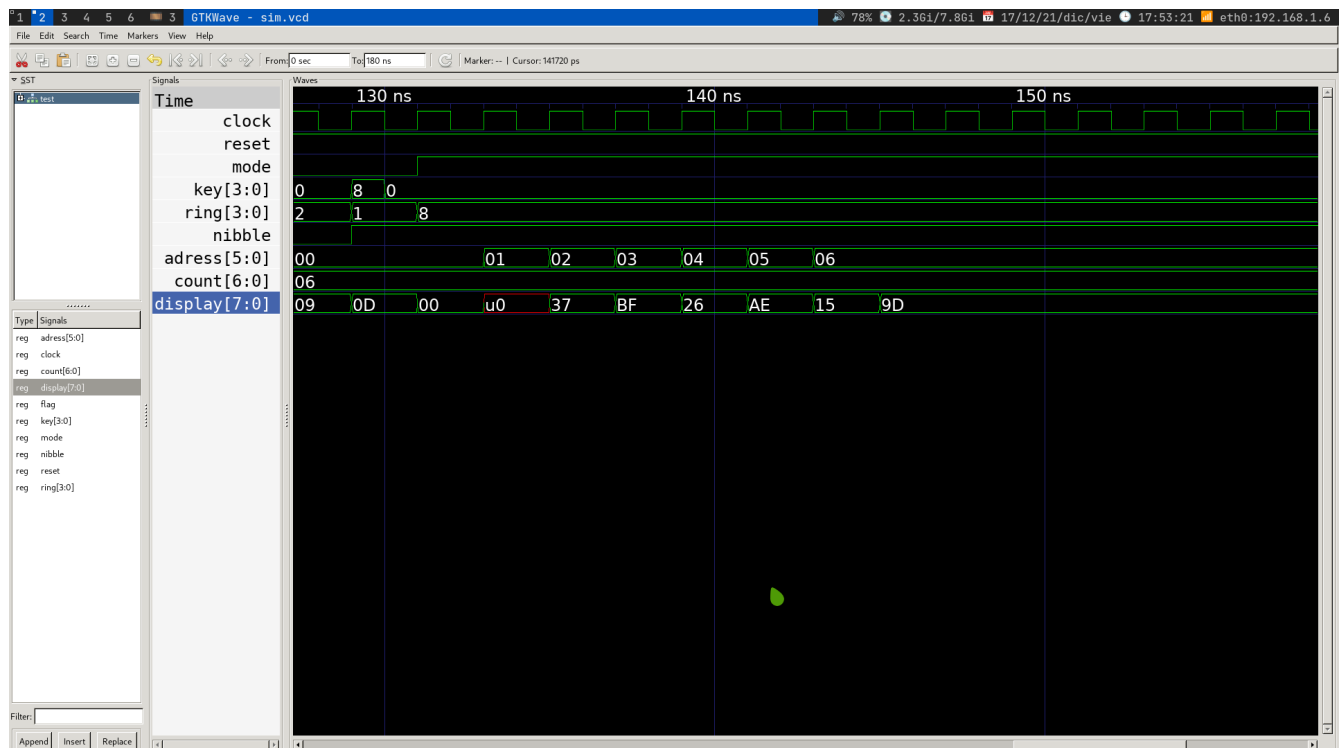 1 2 3 4 5 6 3 GTKWave - sim.vcd 78% 2.3Gi/7.8Gi 17/12/21/dic/vie 17:53:21 eth0:192.168.1.6
File Edit Search Time Markers View Help
From: 0 sec To: 180 ns Marker: -- | Cursor: 141720 ps
SST Signals Waves
test
Time 130 ns 140 ns 150 ns
clock
reset
mode
key[3:0] 0 8 0
ring[3:0] 2 1 8
nibble
adress[5:0] 00 01 02 03 04 05 06
count[6:0] 06
display[7:0] 09 0D 00 u0 37 BF 26 AE 15 9D
Type Signals
reg adress[5:0]
reg clock
reg count[6:0]
reg display[7:0]
reg flag
reg key[3:0]
reg mode
reg nibble
reg reset
reg ring[3:0]
Filter:
Append Insert Replace